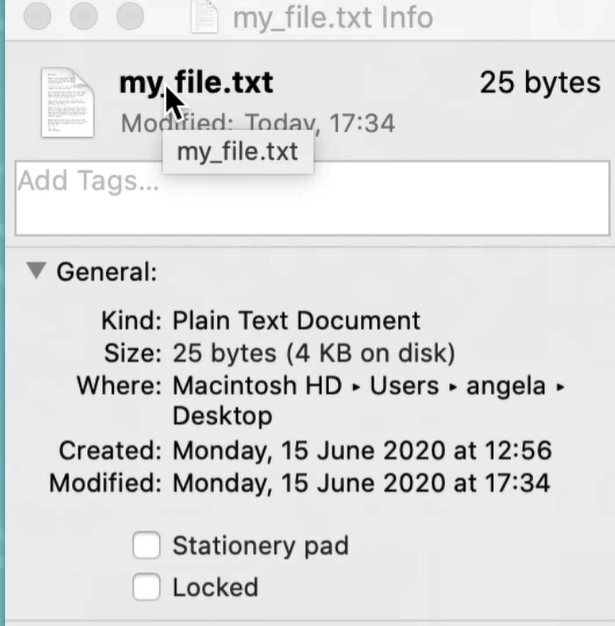 my_file.txt Info
my_file.txt 25 bytes
Modified: Today, 17:34
my_file.txt
Add Tags...
General:
Kind: Plain Text Document
Size: 25 bytes (4 KB on disk)
Where: Macintosh HD ▸ Users ▸ angela ▸
Desktop
Created: Monday, 15 June 2020 at 12:56
Modified: Monday, 15 June 2020 at 17:34
Stationery pad
Locked